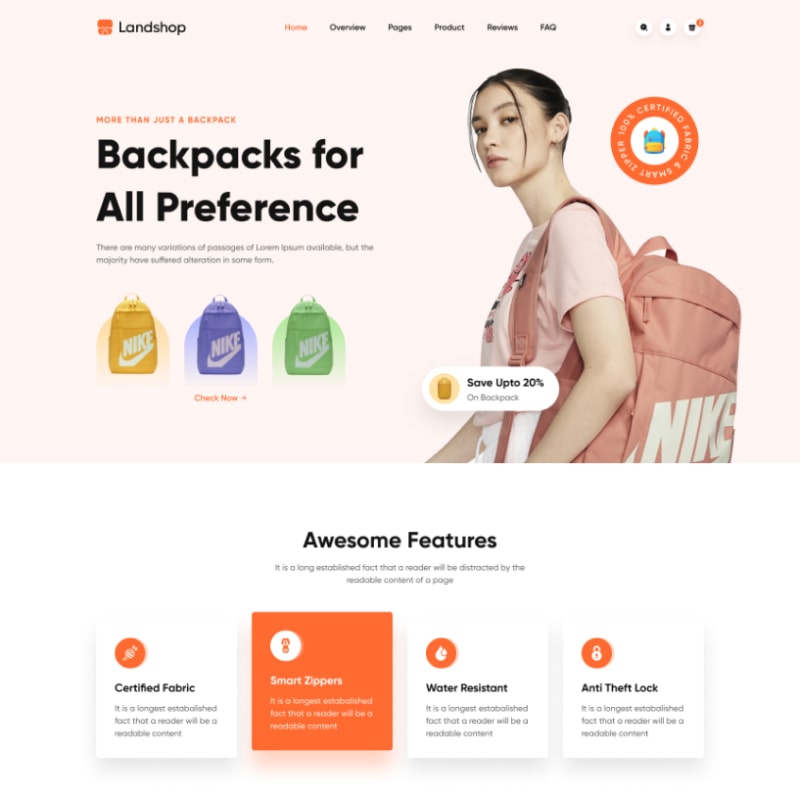 Landshop
Home Overview Pages Product Reviews FAQ
MORE THAN JUST A BACKPACK
Backpacks for
All Preference
There are many variations of passages of Lorem Ipsum available, but the
majority have suffered alteration in some form.
NIKE NIKE NIKE
Check Now →
100% CERTIFIED FABRIC & SMART ZIPPER
Save Upto 20%
On Backpack
NIKE
Awesome Features
It is a long established fact that a reader will be distracted by the
readable content of a page
Certified Fabric
It is a longest estabalished
fact that a reader will be a
readable content
Smart Zippers
It is a longest estabalished
fact that a reader will be a
readable content
Water Resistant
It is a longest estabalished
fact that a reader will be a
readable content
Anti Theft Lock
It is a longest estabalished
fact that a reader will be a
readable content